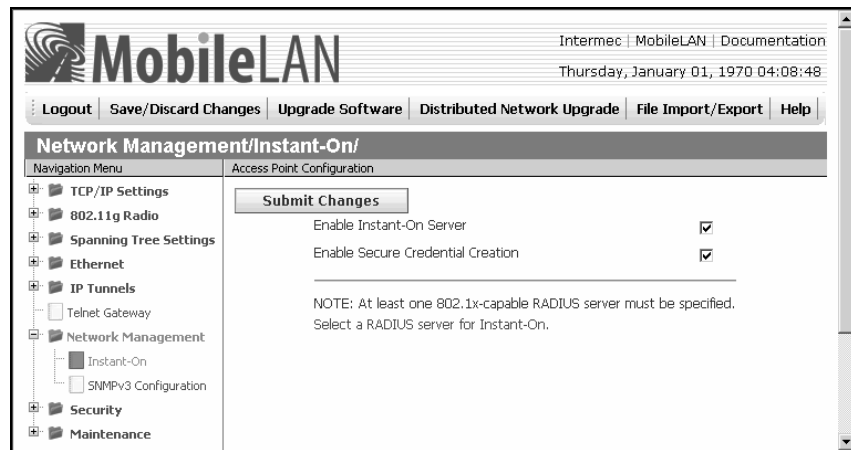 MobileLAN
Intermec | MobileLAN | Documentation
Thursday, January 01, 1970 04:08:48
Logout | Save/Discard Changes | Upgrade Software | Distributed Network Upgrade | File Import/Export | Help
Network Management/Instant-On/
Navigation Menu
Access Point Configuration
TCP/IP Settings
802.11g Radio
Spanning Tree Settings
Ethernet
IP Tunnels
Telnet Gateway
Network Management
Instant-On
SNMPv3 Configuration
Security
Maintenance
Submit Changes
Enable Instant-On Server
Enable Secure Credential Creation
NOTE: At least one 802.1x-capable RADIUS server must be specified.
Select a RADIUS server for Instant-On.